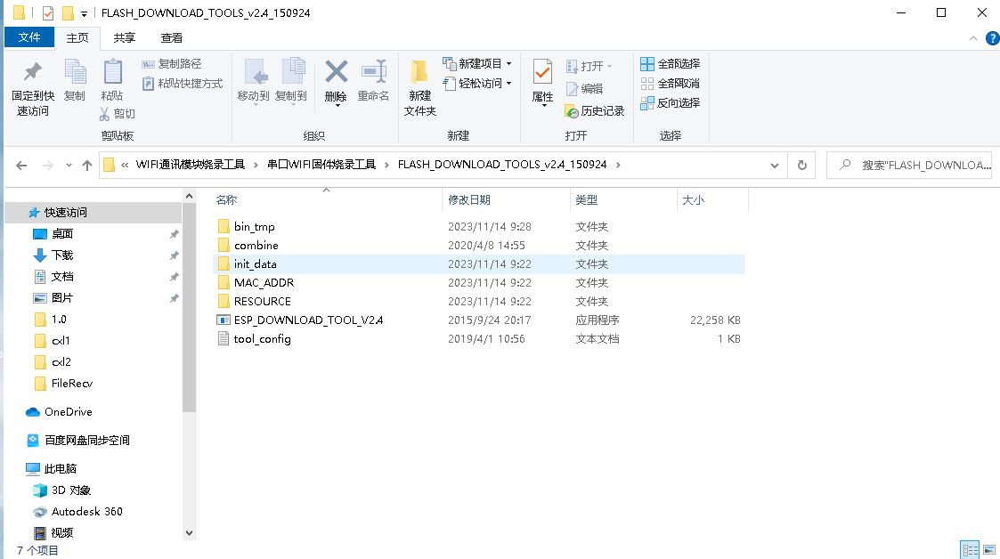 FLASH_DOWNLOAD_TOOLS_v2.4_150924
文件 主页 共享 查看
固定到快速访问
复制
粘贴
复制路径
粘贴快捷方式
剪切
剪贴板
移动到
复制到
删除
重命名
组织
新建文件夹
新建项目
轻松访问
新建
属性
打开
编辑
历史记录
打开
全部选择
全部取消
反向选择
选择
« WIFI通讯模块烧录工具 › 串口WIFI固件烧录工具 › FLASH_DOWNLOAD_TOOLS_v2.4_150924 ›
搜索"FLASH_DOWNLOA...
快速访问
桌面
下载
文档
图片
1.0
cxl1
cxl2
FileRecv
OneDrive
百度网盘同步空间
此电脑
3D 对象
Autodesk 360
视频
名称 修改日期 类型 大小
bin_tmp 2023/11/14 9:28 文件夹
combine 2020/4/8 14:55 文件夹
init_data 2023/11/14 9:22 文件夹
MAC_ADDR 2023/11/14 9:22 文件夹
RESOURCE 2023/11/14 9:22 文件夹
ESP_DOWNLOAD_TOOL_V2.4 2015/9/24 20:17 应用程序 22,258 KB
tool_config 2019/4/1 10:56 文本文档 1 KB
7 个项目